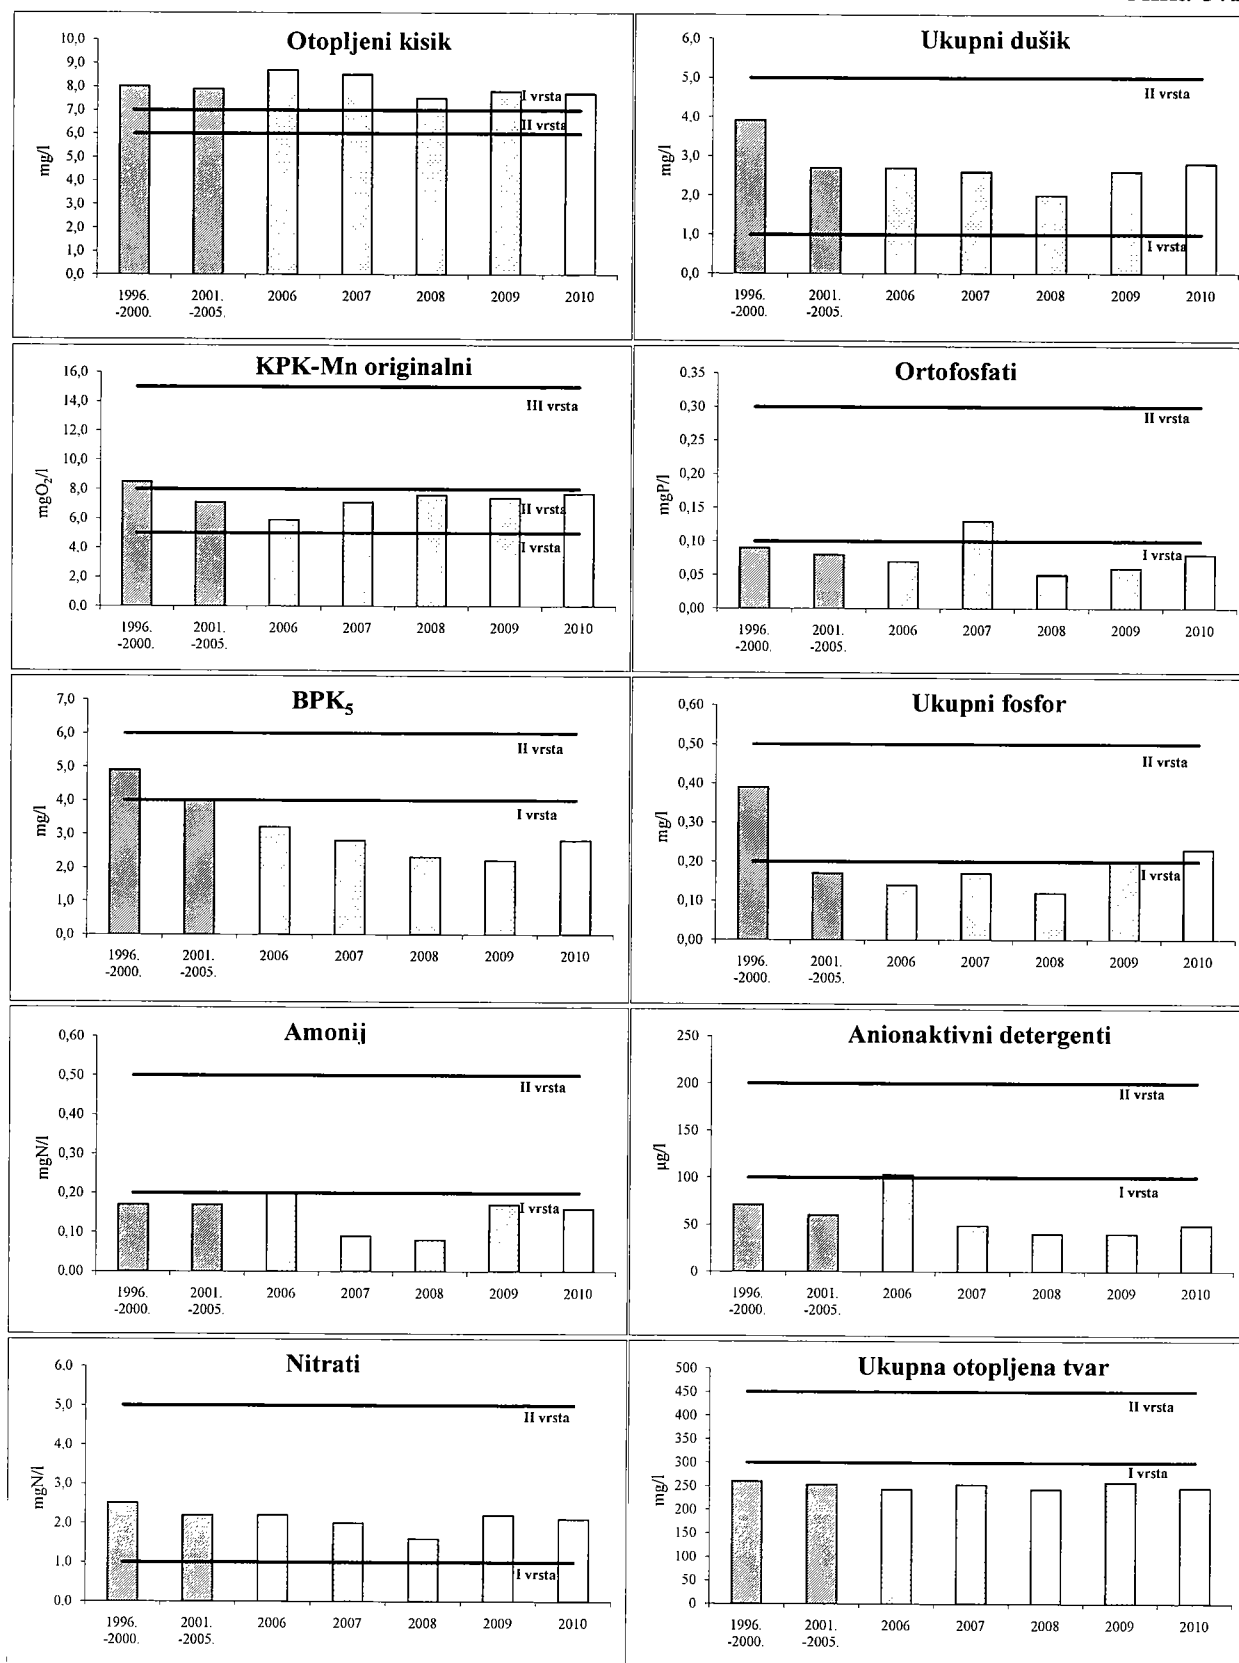 Otopljeni kisik
10,0
9,0
8,0
7,0
6,0
5,0
4,0
3,0
2,0
1,0
0,0
mg/l
I vrsta
II vrsta
1996. 2001. 2006 2007 2008 2009 2010
-2000. -2005.
Ukupni dušik
6,0
5,0
4,0
3,0
2,0
1,0
0,0
mg/l
II vrsta
I vrsta
1996. 2001. 2006 2007 2008 2009 2010
-2000. -2005.
KPK-Mn originalni
16,0
14,0
12,0
10,0
8,0
6,0
4,0
2,0
0,0
mgO₂/l
III vrsta
II vrsta
I vrsta
1996. 2001. 2006 2007 2008 2009 2010
-2000. -2005.
Ortofosfati
0,35
0,30
0,25
0,20
0,15
0,10
0,05
0,00
mgP/l
II vrsta
I vrsta
1996. 2001. 2006 2007 2008 2009 2010
-2000. -2005.
BPK₅
7,0
6,0
5,0
4,0
3,0
2,0
1,0
0,0
mg/l
II vrsta
I vrsta
1996. 2001. 2006 2007 2008 2009 2010
-2000. -2005.
Ukupni fosfor
0,60
0,50
0,40
0,30
0,20
0,10
0,00
mg/l
II vrsta
I vrsta
1996. 2001. 2006 2007 2008 2009 2010
-2000. -2005.
Amonij
0,60
0,50
0,40
0,30
0,20
0,10
0.00
mgN/l
II vrsta
I vrsta
1996. 2001. 2006 2007 2008 2009 2010
-2000. -2005.
Anionaktivni detergenti
250
200
150
100
50
0
µg/l
II vrsta
I vrsta
1996. 2001. 2006 2007 2008 2009 2010
-2000. -2005.
Nitrati
6,0
5,0
4,0
3,0
2,0
1,0
0.0
mgN/l
II vrsta
I vrsta
1996. 2001. 2006 2007 2008 2009 2010
-2000. -2005.
Ukupna otopljena tvar
500
450
400
350
300
250
200
150
100
50
0
mg/l
II vrsta
I vrsta
1996. 2001. 2006 2007 2008 2009 2010
-2000. -2005.